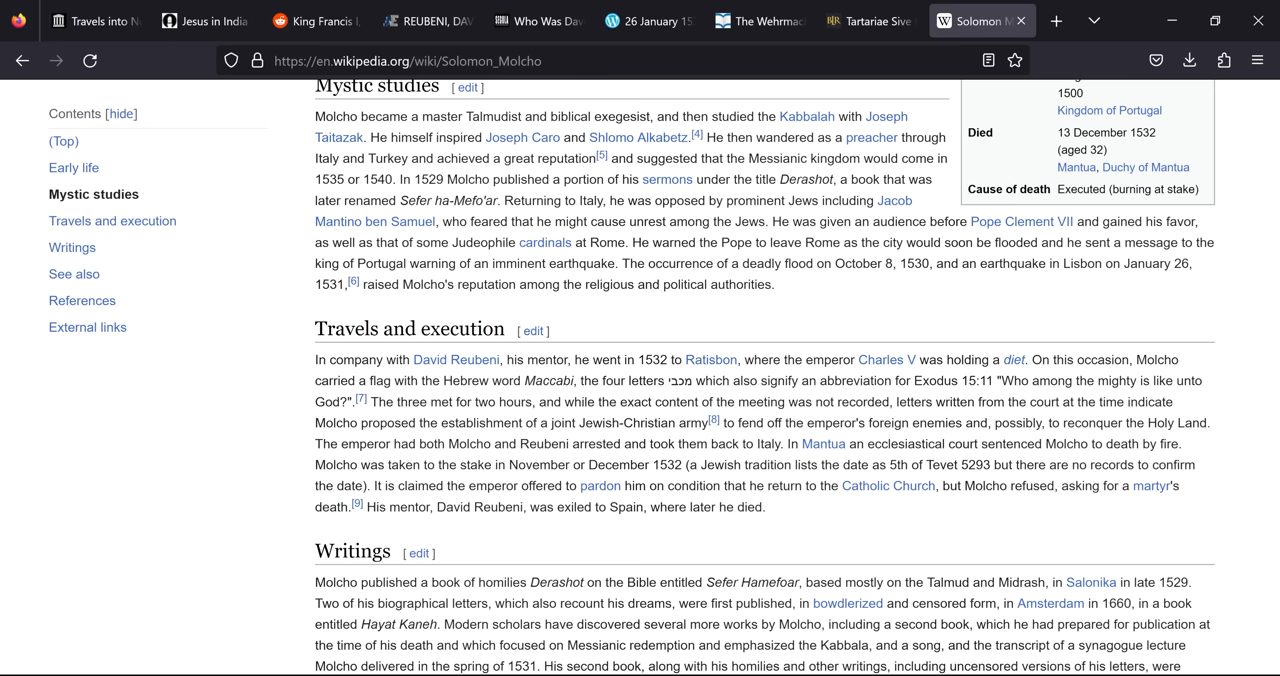 Travels into N
Jesus in India
King Francis I,
REUBENI, DAV
Who Was Dav
26 January 15
The Wehrmac
Tartariae Sive
Solomon M
https://en.wikipedia.org/wiki/Solomon_Molcho
Contents [hide]
(Top)
Early life
Mystic studies
Travels and execution
Writings
See also
References
External links
Mystic studies [ edit ]
Molcho became a master Talmudist and biblical exegesist, and then studied the Kabbalah with Joseph
Taitazak. He himself inspired Joseph Caro and Shlomo Alkabetz.[4] He then wandered as a preacher through
Italy and Turkey and achieved a great reputation[5] and suggested that the Messianic kingdom would come in
1535 or 1540. In 1529 Molcho published a portion of his sermons under the title Derashot, a book that was
later renamed Sefer ha-Mefo'ar. Returning to Italy, he was opposed by prominent Jews including Jacob
Mantino ben Samuel, who feared that he might cause unrest among the Jews. He was given an audience before Pope Clement VII and gained his favor,
as well as that of some Judeophile cardinals at Rome. He warned the Pope to leave Rome as the city would soon be flooded and he sent a message to the
king of Portugal warning of an imminent earthquake. The occurrence of a deadly flood on October 8, 1530, and an earthquake in Lisbon on January 26,
1531,[6] raised Molcho's reputation among the religious and political authorities.
1500
Kingdom of Portugal
Died 13 December 1532
(aged 32)
Mantua, Duchy of Mantua
Cause of death Executed (burning at stake)
Travels and execution [ edit ]
In company with David Reubeni, his mentor, he went in 1532 to Ratisbon, where the emperor Charles V was holding a diet. On this occasion, Molcho
carried a flag with the Hebrew word Maccabi, the four letters מכבי which also signify an abbreviation for Exodus 15:11 "Who among the mighty is like unto
God?".[7] The three met for two hours, and while the exact content of the meeting was not recorded, letters written from the court at the time indicate
Molcho proposed the establishment of a joint Jewish-Christian army[8] to fend off the emperor's foreign enemies and, possibly, to reconquer the Holy Land.
The emperor had both Molcho and Reubeni arrested and took them back to Italy. In Mantua an ecclesiastical court sentenced Molcho to death by fire.
Molcho was taken to the stake in November or December 1532 (a Jewish tradition lists the date as 5th of Tevet 5293 but there are no records to confirm
the date). It is claimed the emperor offered to pardon him on condition that he return to the Catholic Church, but Molcho refused, asking for a martyr's
death.[9] His mentor, David Reubeni, was exiled to Spain, where later he died.
Writings [ edit ]
Molcho published a book of homilies Derashot on the Bible entitled Sefer Hamefoar, based mostly on the Talmud and Midrash, in Salonika in late 1529.
Two of his biographical letters, which also recount his dreams, were first published, in bowdlerized and censored form, in Amsterdam in 1660, in a book
entitled Hayat Kaneh. Modern scholars have discovered several more works by Molcho, including a second book, which he had prepared for publication at
the time of his death and which focused on Messianic redemption and emphasized the Kabbala, and a song, and the transcript of a synagogue lecture
Molcho delivered in the spring of 1531. His second book, along with his homilies and other writings, including uncensored versions of his letters, were